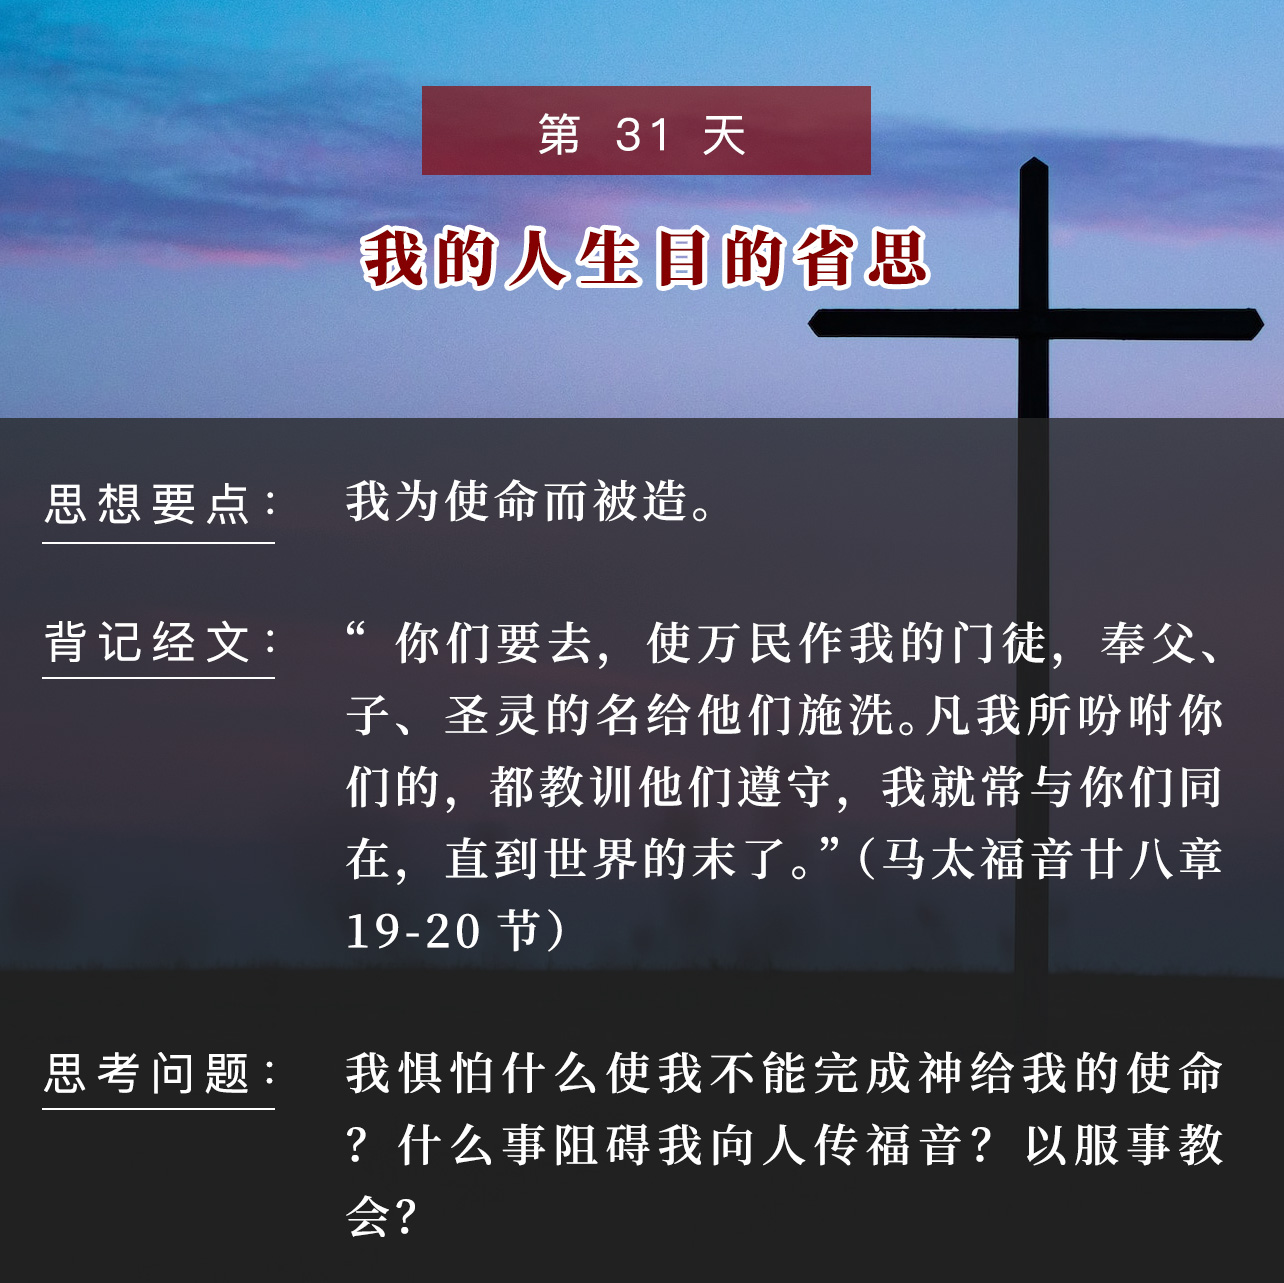 第 31 天
我的人生目的省思
思想要点：
我为使命而被造。
背记经文：
“ 你们要去，使万民作我的门徒，奉父、
子、圣灵的名给他们施洗。凡我所吩咐你
们的，都教训他们遵守，我就常与你们同
在，直到世界的末了。”（马太福音廿八章
19-20 节）
思考问题：
我惧怕什么使我不能完成神给我的使命
？什么事阻碍我向人传福音？以服事教
会？